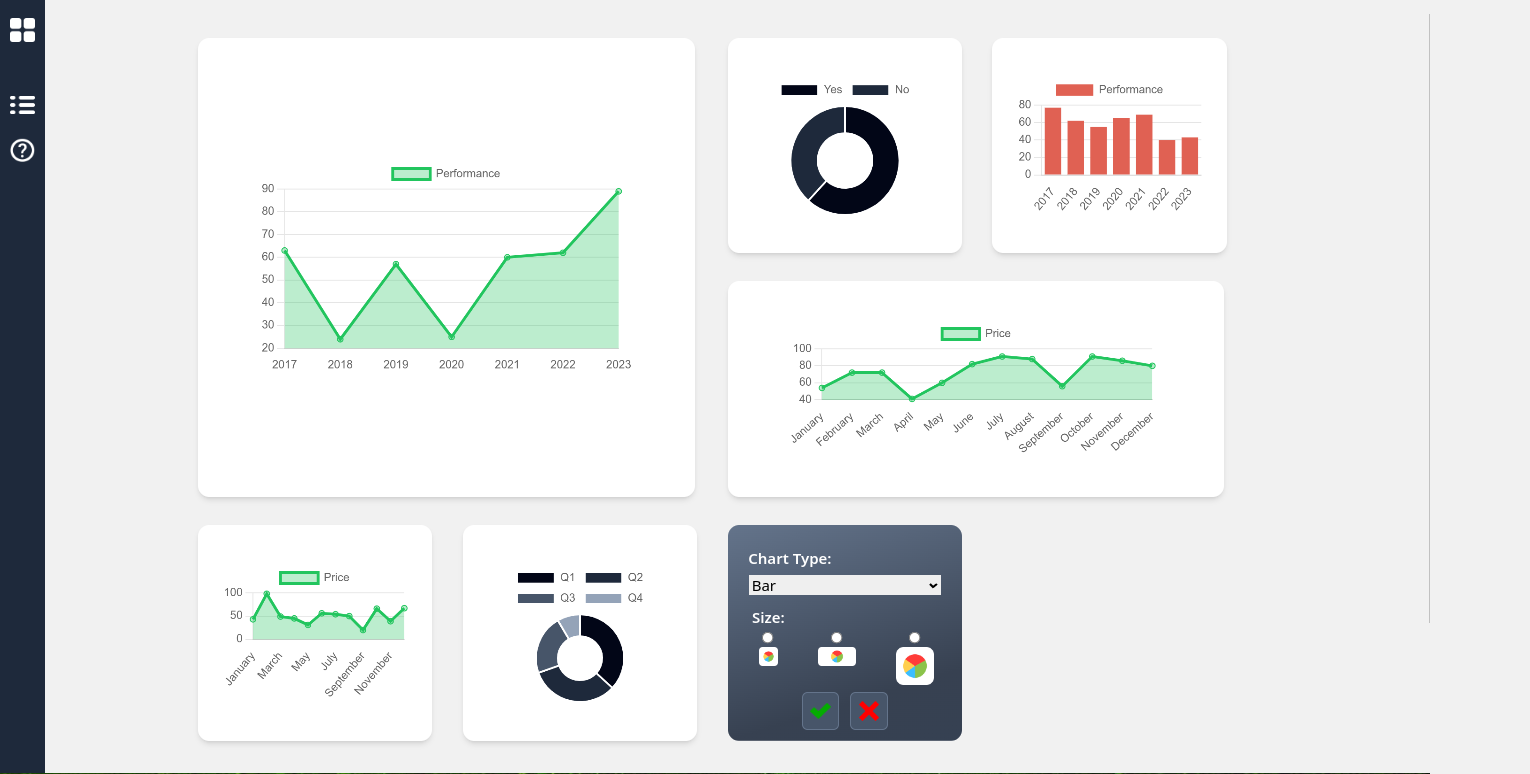 Performance
90
80
70
60
50
40
30
20
2017 2018 2019 2020 2021 2022 2023
Yes No
Performance
80
60
40
20
0
2017 2018 2019 2020 2021 2022 2023
Price
100
80
60
40
January February March April May June July August September October November December
Price
100
50
0
January March May July September November
Q1 Q2
Q3 Q4
Chart Type:
Bar
Size: